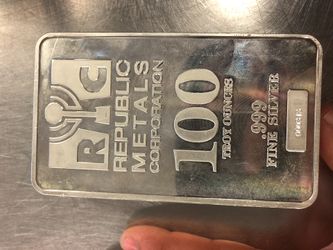 RMC
REPUBLIC
METALS
CORPORATION
100
TROY OUNCES
.999
FINE SILVER